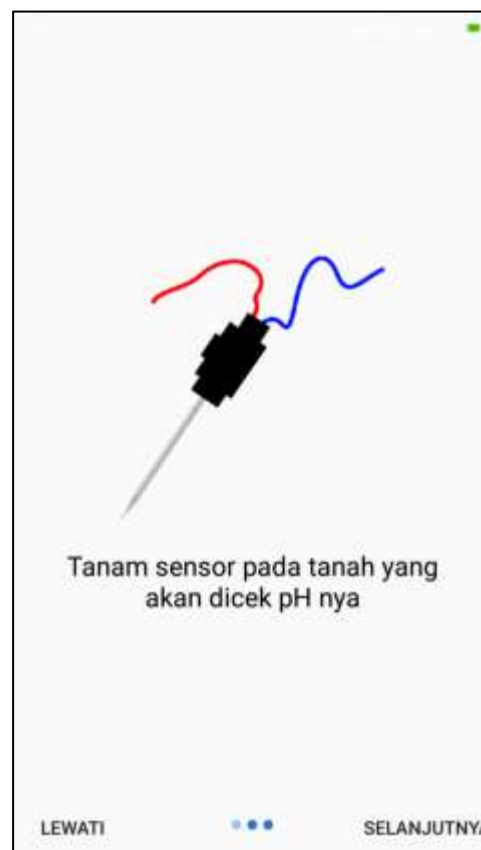 Tanam sensor pada tanah yang
akan dicek pH nya
LEWATI
SELANJUTNYA